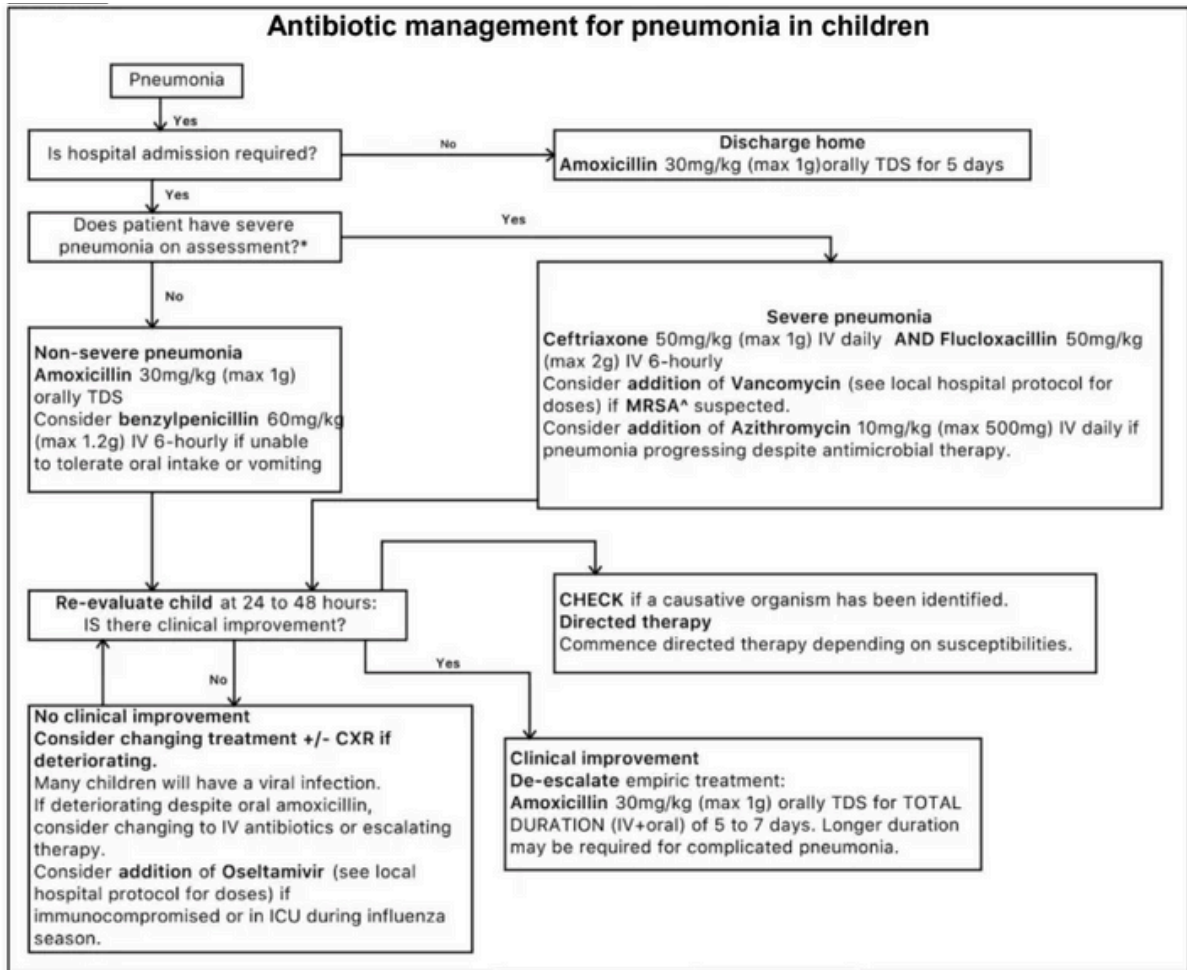 Antibiotic management for pneumonia in children
Pneumonia
Yes
Is hospital admission required?
No
Discharge home
Amoxicillin 30mg/kg (max 1g)orally TDS for 5 days
Yes
Does patient have severe
pneumonia on assessment?*
Yes
No
Severe pneumonia
Ceftriaxone 50mg/kg (max 1g) IV daily AND Flucloxacillin 50mg/kg
(max 2g) IV 6-hourly
Consider addition of Vancomycin (see local hospital protocol for
doses) if MRSA^ suspected.
Consider addition of Azithromycin 10mg/kg (max 500mg) IV daily if
pneumonia progressing despite antimicrobial therapy.
Non-severe pneumonia
Amoxicillin 30mg/kg (max 1g)
orally TDS
Consider benzylpenicillin 60mg/kg
(max 1.2g) IV 6-hourly if unable
to tolerate oral intake or vomiting
Re-evaluate child at 24 to 48 hours:
IS there clinical improvement?
CHECK if a causative organism has been identified.
Directed therapy
Commence directed therapy depending on susceptibilities.
No
Yes
No clinical improvement
Consider changing treatment +/- CXR if
deteriorating.
Many children will have a viral infection.
If deteriorating despite oral amoxicillin,
consider changing to IV antibiotics or escalating
therapy.
Consider addition of Oseltamivir (see local
hospital protocol for doses) if
immunocompromised or in ICU during influenza
season.
Clinical improvement
De-escalate empiric treatment:
Amoxicillin 30mg/kg (max 1g) orally TDS for TOTAL
DURATION (IV+oral) of 5 to 7 days. Longer duration
may be required for complicated pneumonia.